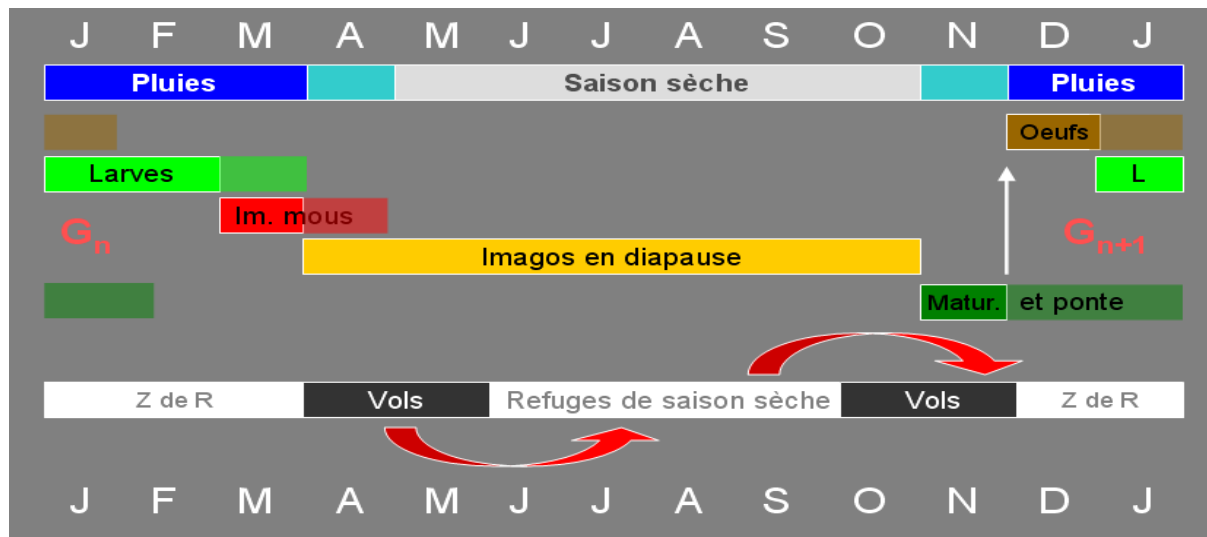 J F M A M J J A S O N D J
Pluies Saison sèche Pluies
Oeufs
Larves L
Im. mous
Gn Gn+1
Imagos en diapause
Matur. et ponte
Z de R Vols Refuges de saison sèche Vols Z de R
J F M A M J J A S O N D J